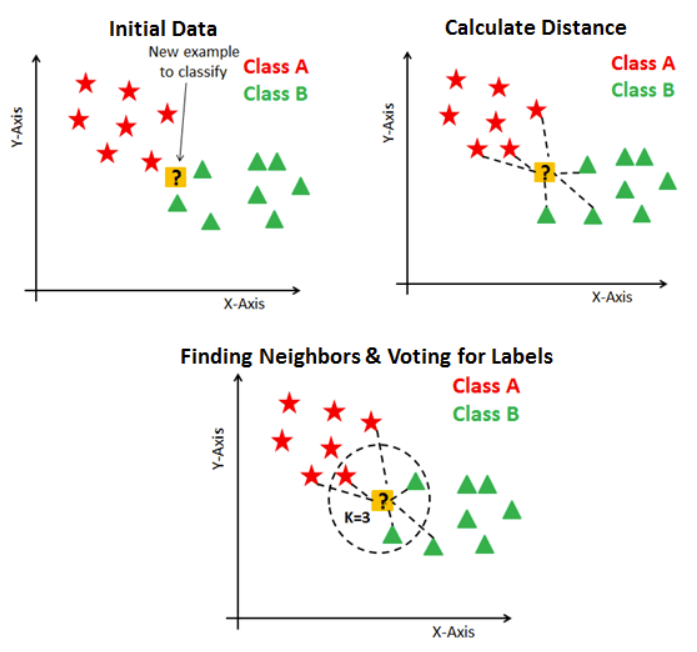 Initial Data
New example
to classify
Class A
Class B
Y-Axis
?
X-Axis
Calculate Distance
Class A
Class B
Y-Axis
?
X-Axis
Finding Neighbors & Voting for Labels
Class A
Class B
Y-Axis
?
K=3
X-Axis